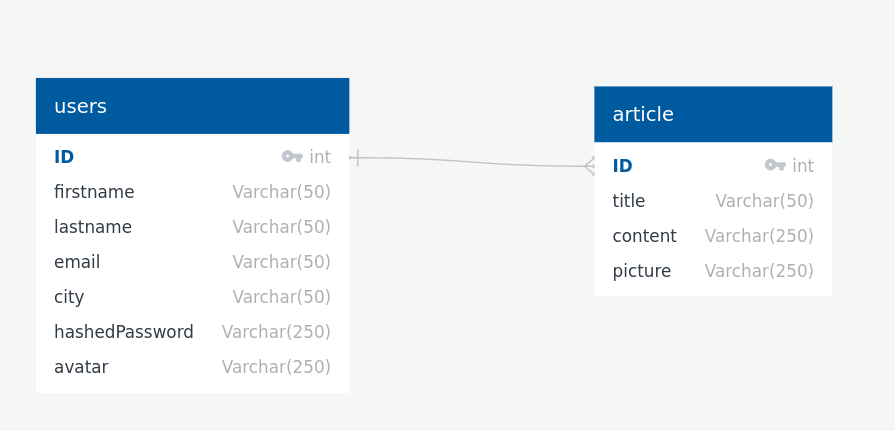 users
ID int
firstname Varchar(50)
lastname Varchar(50)
email Varchar(50)
city Varchar(50)
hashedPassword Varchar(250)
avatar Varchar(250)
article
ID int
title Varchar(50)
content Varchar(250)
picture Varchar(250)